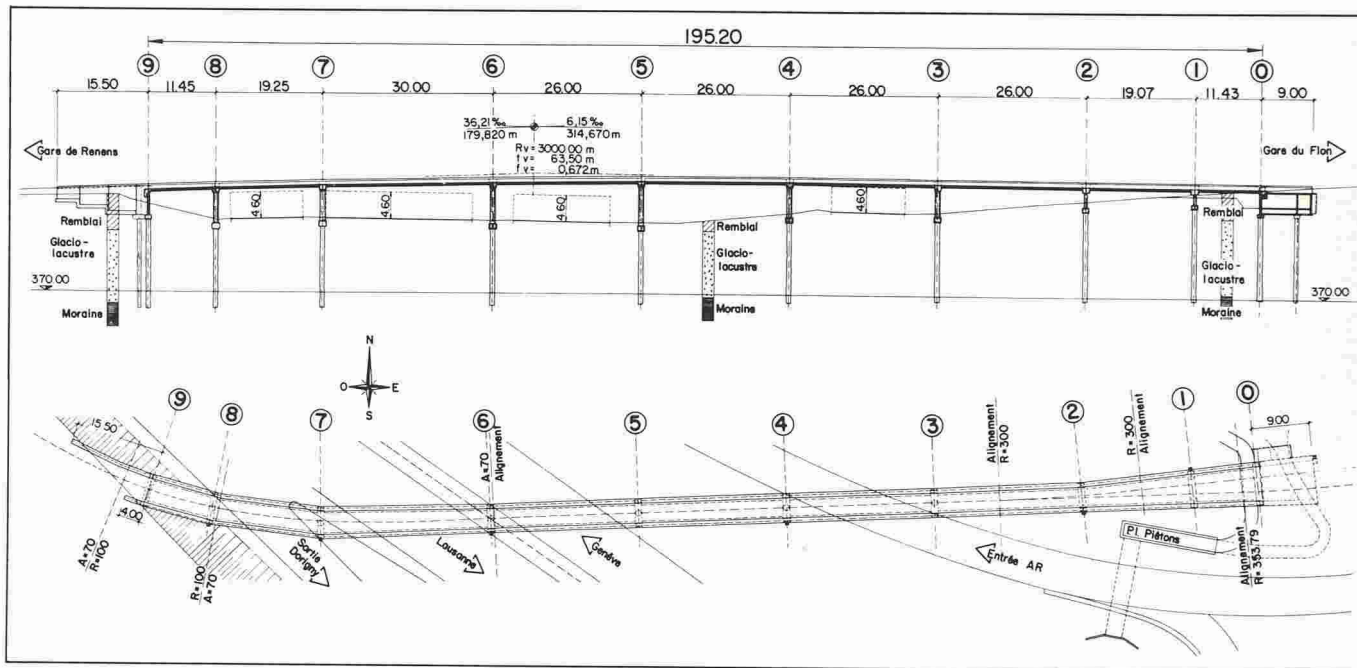 195.20
9 8 7 6 5 4 3 2 1 0
15.50 11.45 19.25 30.00 26.00 26.00 26.00 26.00 19.07 11.43 9.00
36,21‰ 6,15‰
179,820 m 314,670 m
Gare de Renens
Gare du Flon
Rv= 3000.00 m
tv= 63,50 m
fv= 0,672 m
4.60 4.60 4.60 4.60
Remblai
Remblai
Remblai
Glacio-
lacustre
Glacio-
lacustre
Glacio-
lacustre
370.00
370.00
Moraine
Moraine
Moraine
N
O E
S
9 8 7 6 5 4 3 2 1 0
15.50
4.00
9.00
A=70
R=100
R=100
A=70
A=70
Alignement
Alignement
R=300
R=300
Alignement
Alignement
R=353.79
Sortie
Dorigny
Lausanne
Genève
Entrée AR
Pl. Piétons